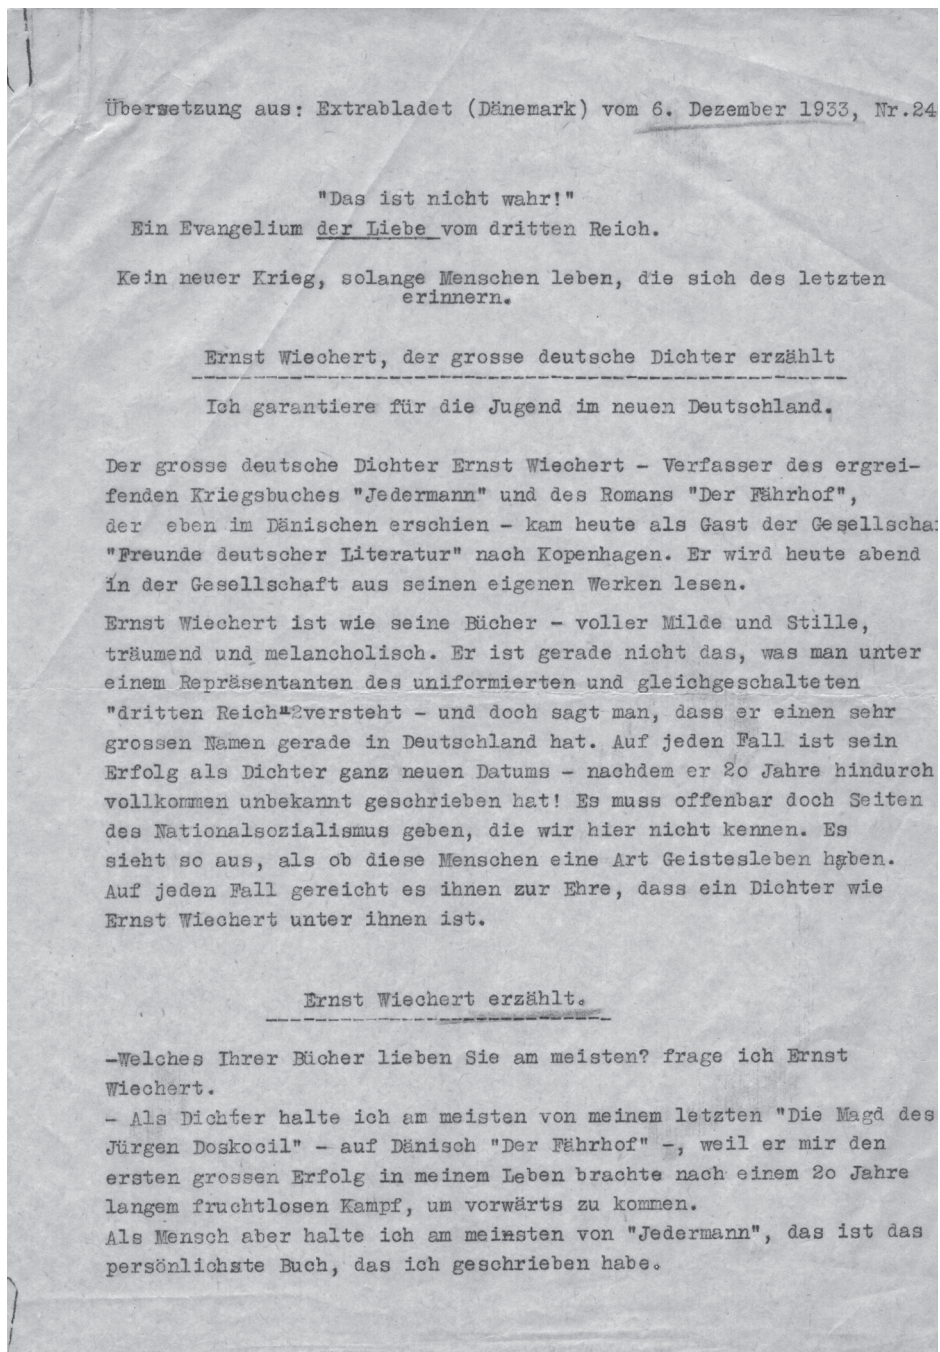 Übersetzung aus: Extrabladet (Dänemark) vom 6. Dezember 1933, Nr.24
"Das ist nicht wahr!"
Ein Evangelium der Liebe vom dritten Reich.
Kein neuer Krieg, solange Menschen leben, die sich des letzten
erinnern.
Ernst Wiechert, der grosse deutsche Dichter erzählt
Ich garantiere für die Jugend im neuen Deutschland.
Der grosse deutsche Dichter Ernst Wiechert - Verfasser des ergrei-
fenden Kriegsbuches "Jedermann" und des Romans "Der Fährhof",
der eben im Dänischen erschien - kam heute als Gast der Gesellscha
"Freunde deutscher Literatur" nach Kopenhagen. Er wird heute abend
in der Gesellschaft aus seinen eigenen Werken lesen.
Ernst Wiechert ist wie seine Bücher - voller Milde und Stille,
träumend und melancholisch. Er ist gerade nicht das, was man unter
einem Repräsentanten des uniformierten und gleichgeschalteten
"dritten Reich" versteht - und doch sagt man, dass er einen sehr
grossen Namen gerade in Deutschland hat. Auf jeden Fall ist sein
Erfolg als Dichter ganz neuen Datums - nachdem er 2o Jahre hindurch
vollkommen unbekannt geschrieben hat! Es muss offenbar doch Seiten
des Nationalsozialismus geben, die wir hier nicht kennen. Es
sieht so aus, als ob diese Menschen eine Art Geistesleben haben.
Auf jeden Fall gereicht es ihnen zur Ehre, dass ein Dichter wie
Ernst Wiechert unter ihnen ist.
Ernst Wiechert erzählt.
-Welches Ihrer Bücher lieben Sie am meisten? frage ich Ernst
Wiechert.
- Als Dichter halte ich am meisten von meinem letzten "Die Magd des
Jürgen Doskocil" - auf Dänisch "Der Fährhof" -, weil er mir den
ersten grossen Erfolg in meinem Leben brachte nach einem 2o Jahre
langem fruchtlosen Kampf, um vorwärts zu kommen.
Als Mensch aber halte ich am meinsten von "Jedermann", das ist das
persönlichste Buch, das ich geschrieben habe.